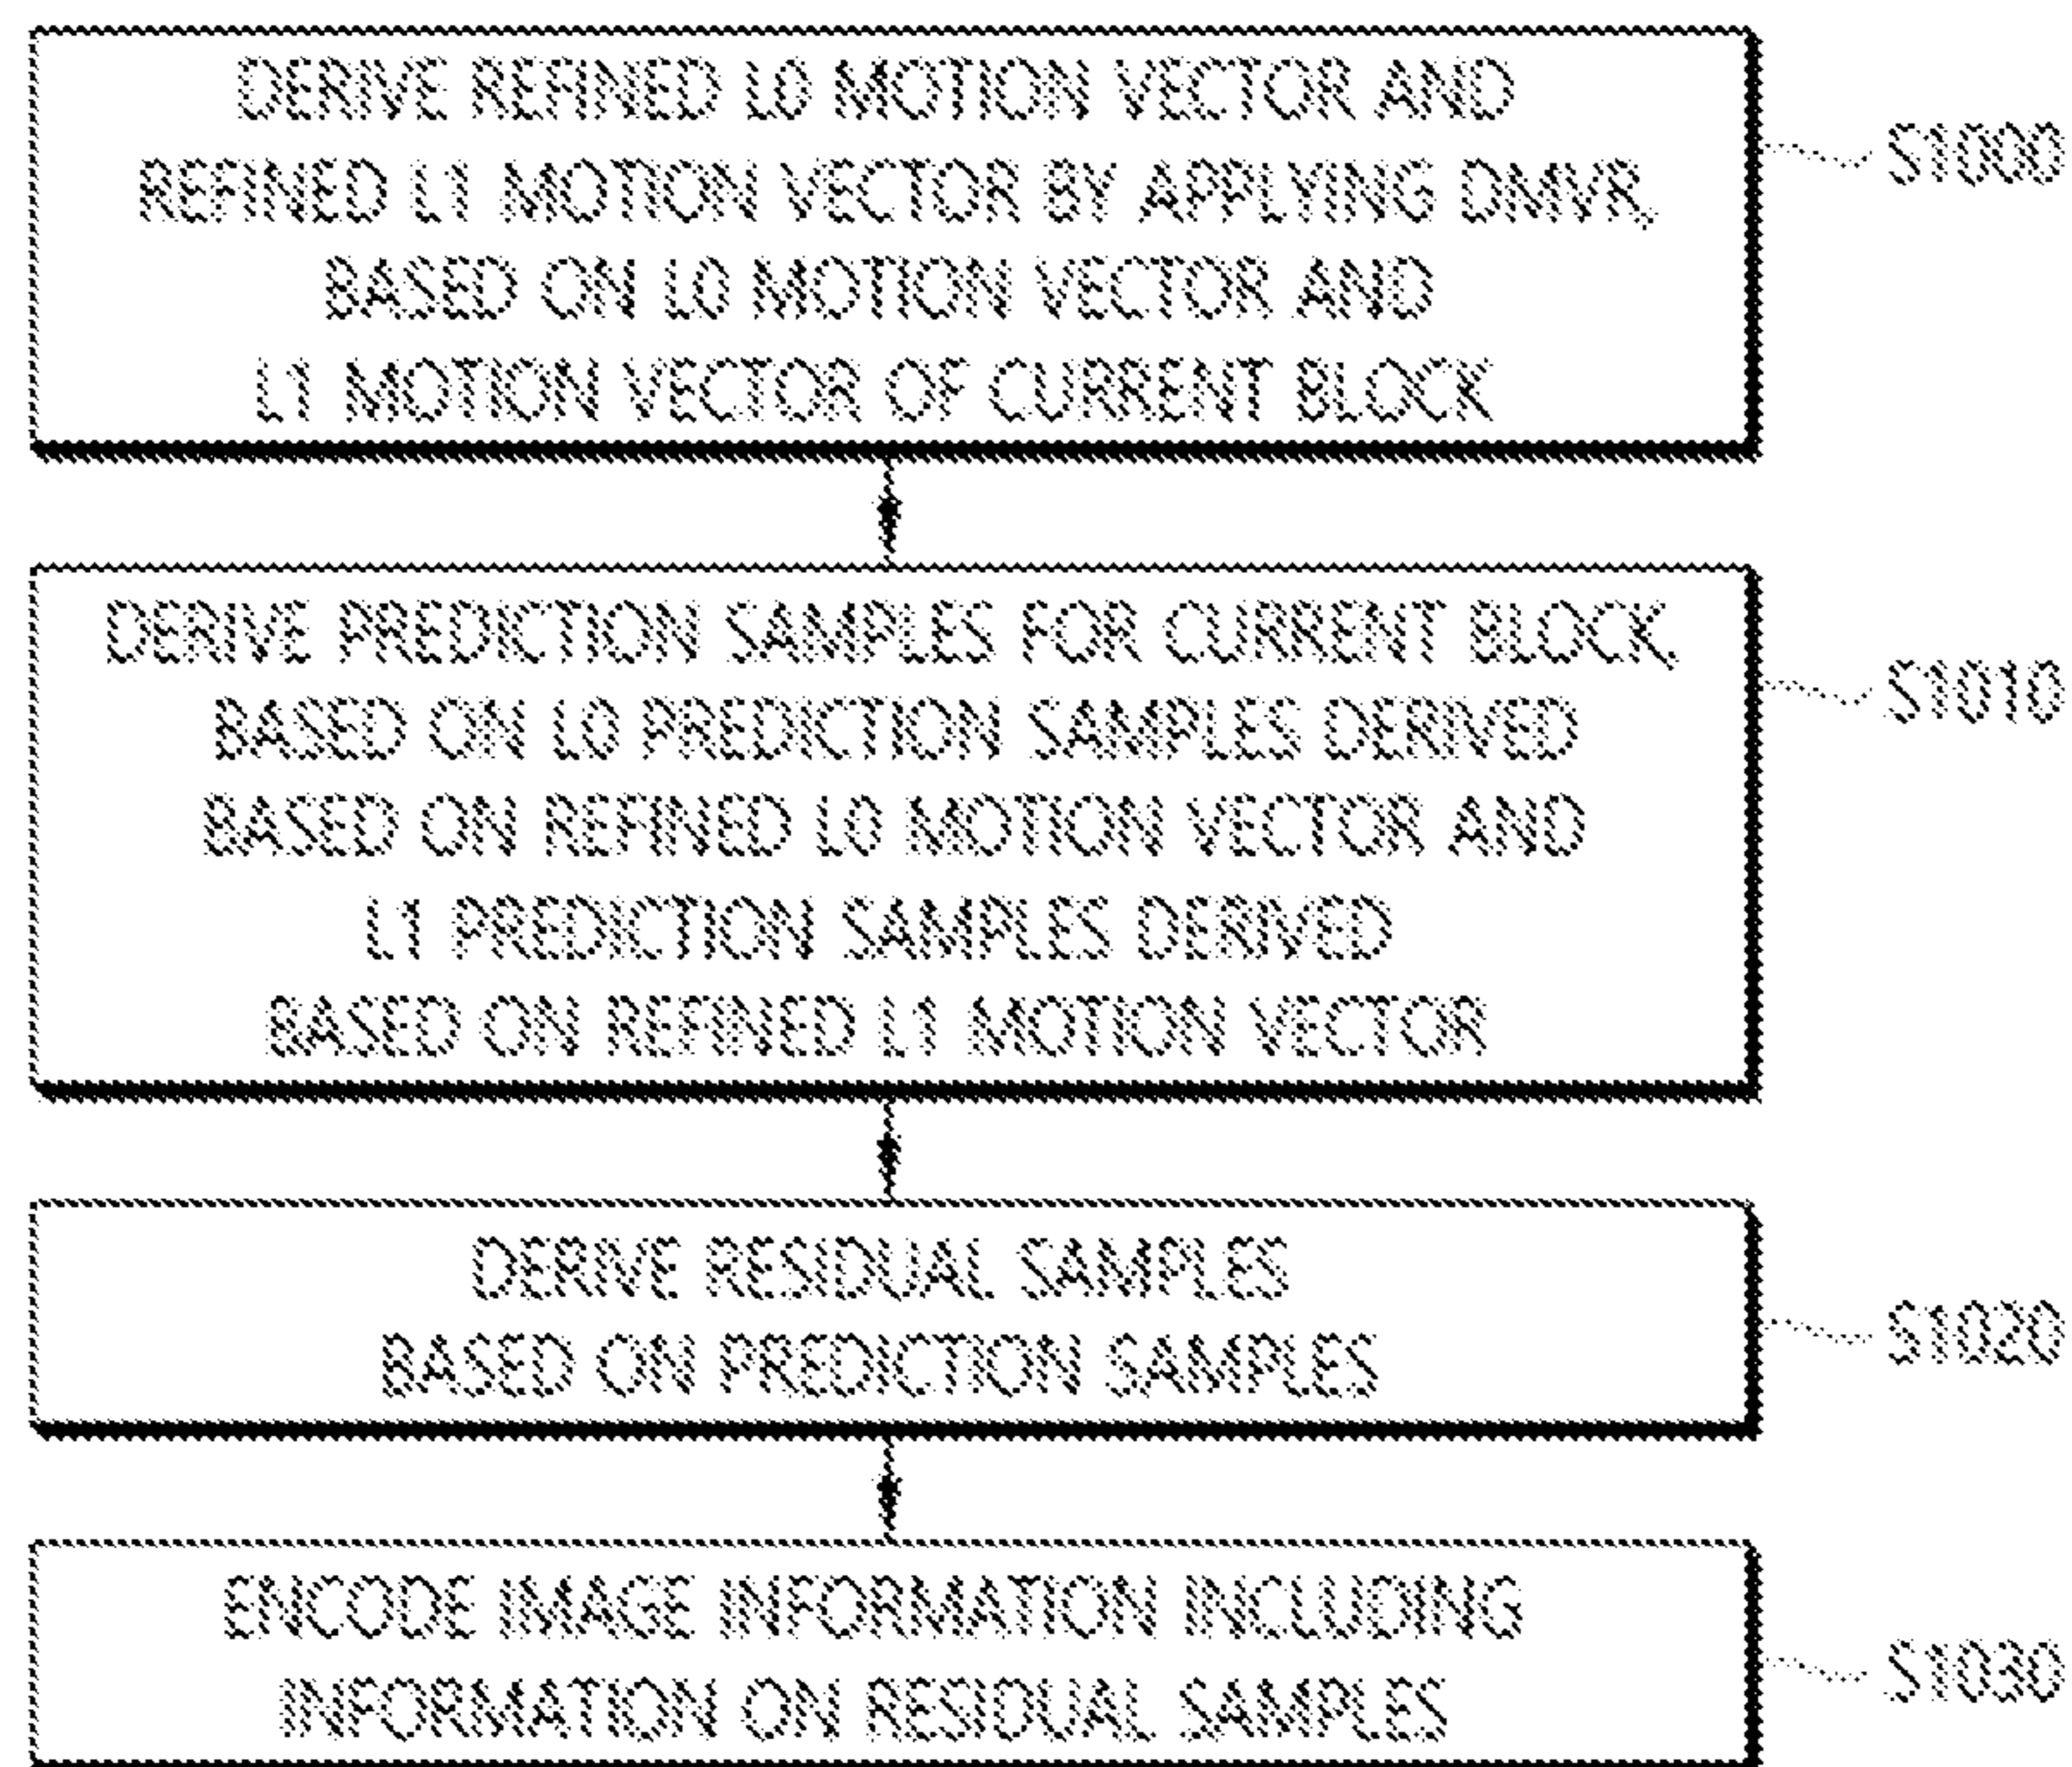 DERIVE REFINED L0 MOTION VECTOR AND
REFINED L1 MOTION VECTOR BY APPLYING DMVR,
BASED ON L0 MOTION VECTOR AND
L1 MOTION VECTOR OF CURRENT BLOCK
S1000
DERIVE PREDICTION SAMPLES FOR CURRENT BLOCK,
BASED ON L0 PREDICTION SAMPLES DERIVED
BASED ON REFINED L0 MOTION VECTOR AND
L1 PREDICTION SAMPLES DERIVED
BASED ON REFINED L1 MOTION VECTOR
S1010
DERIVE RESIDUAL SAMPLES
BASED ON PREDICTION SAMPLES
S1020
ENCODE IMAGE INFORMATION INCLUDING
INFORMATION ON RESIDUAL SAMPLES
S1030